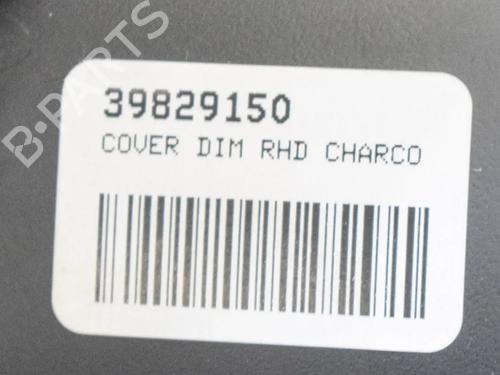 B-PARTS
39829150
COVER DIM RHD CHARCO